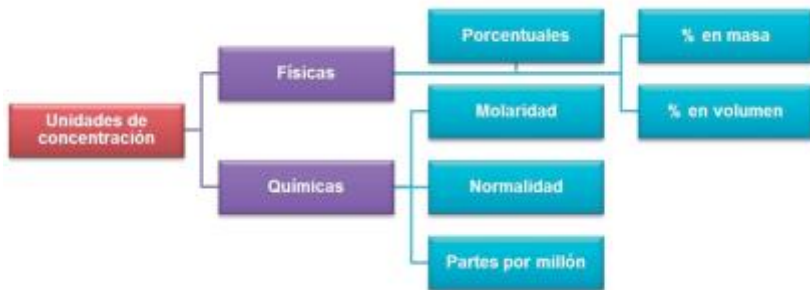 Unidades de
concentración
Físicas
Químicas
Porcentuales
Molaridad
Normalidad
Partes por millón
% en masa
% en volumen